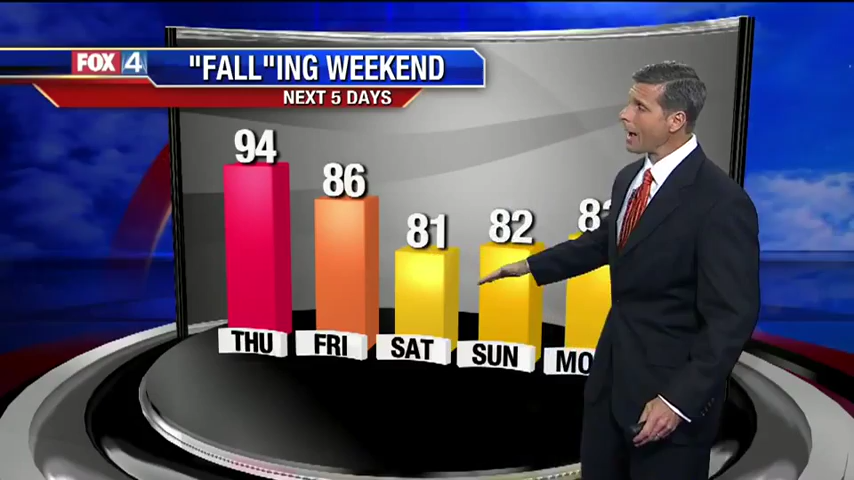 FOX 4
"FALL"ING WEEKEND
NEXT 5 DAYS
94
86
81
82
THU
FRI
SAT
SUN